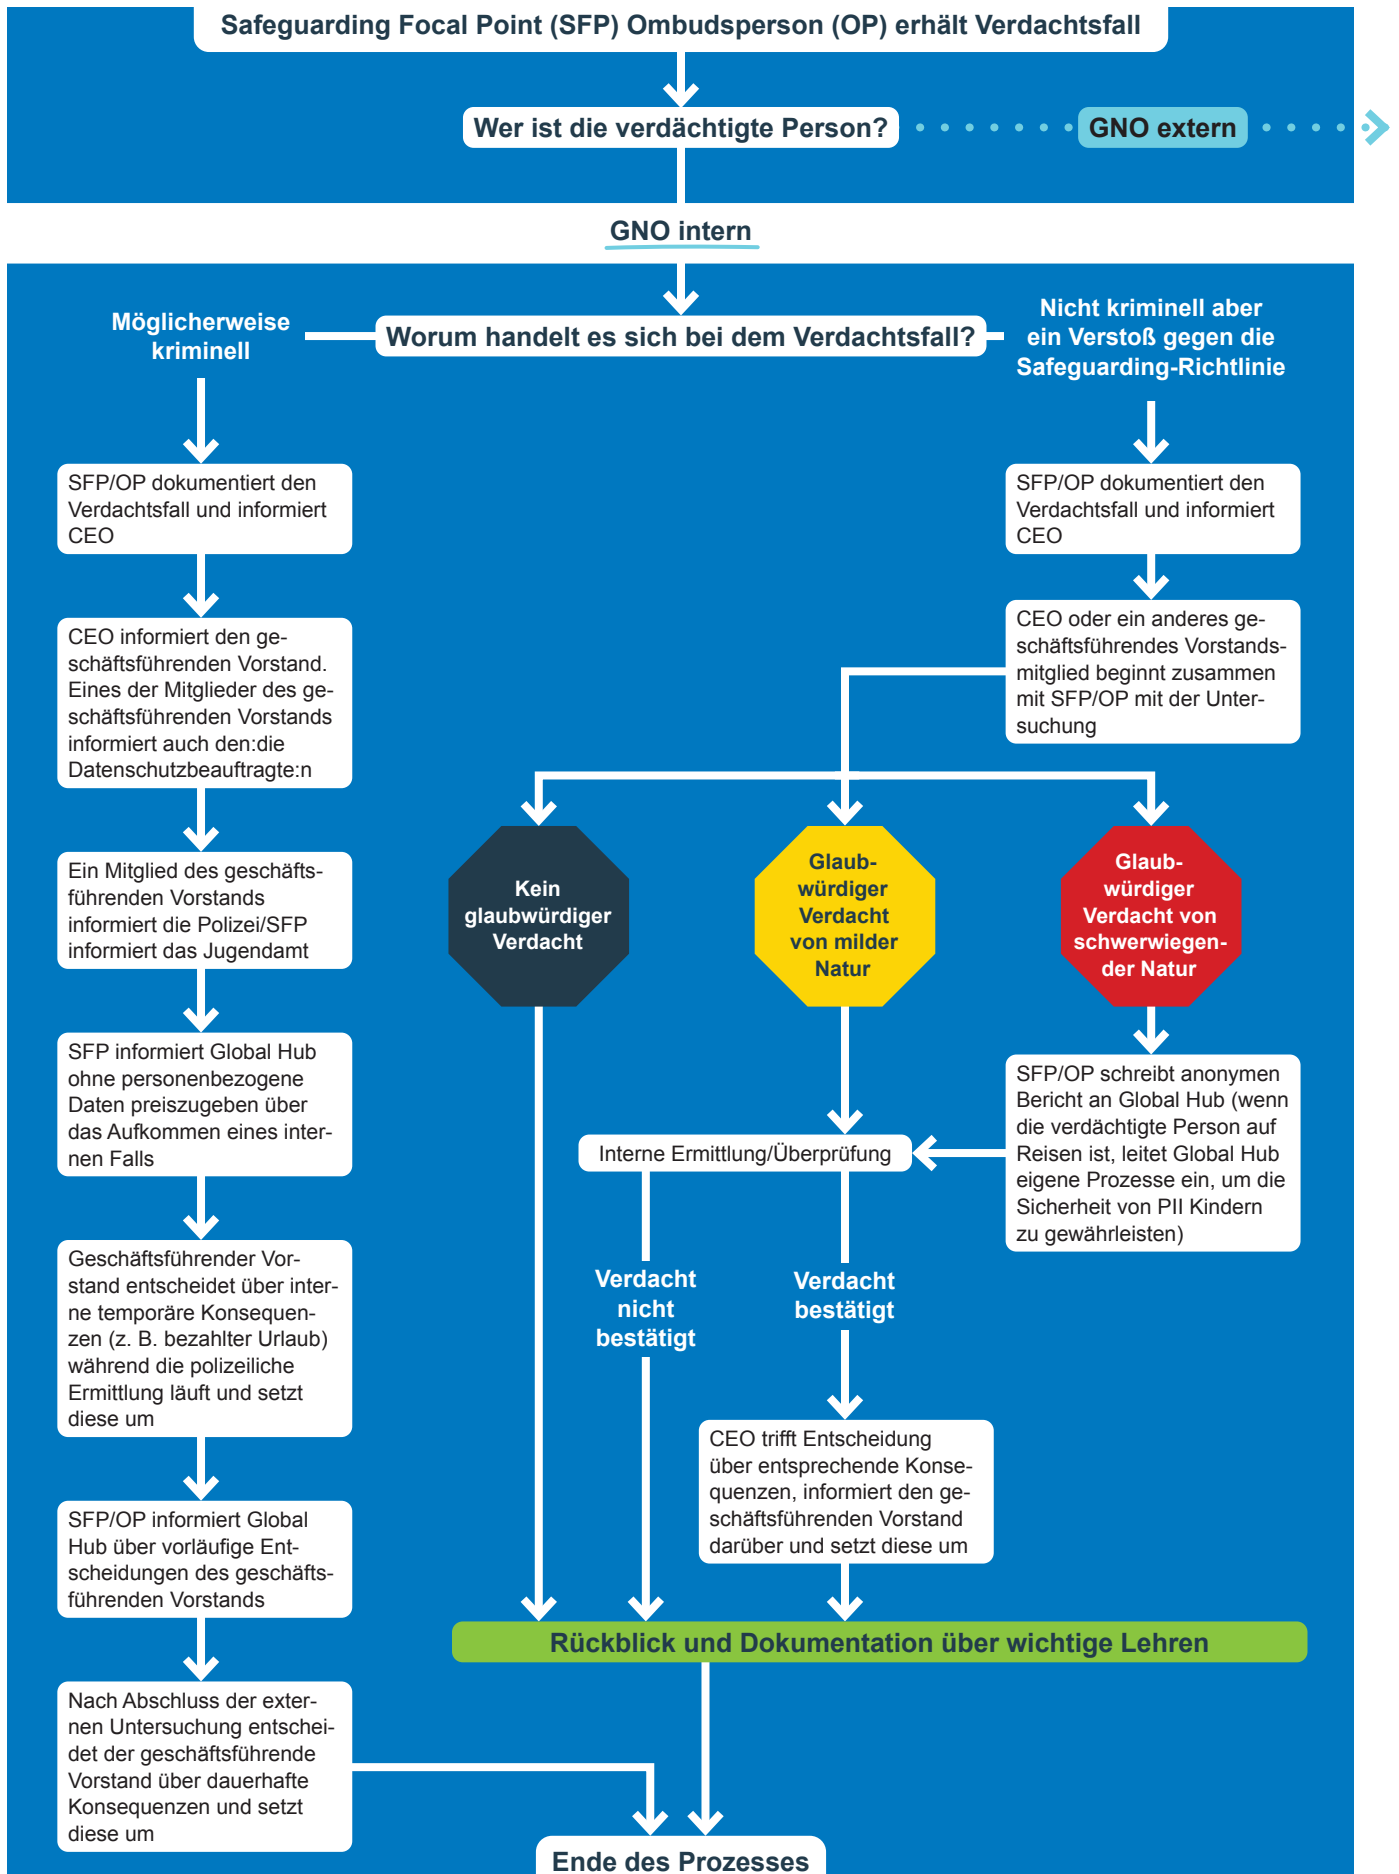 Safeguarding Focal Point (SFP) Ombudsperson (OP) erhält Verdachtsfall
Wer ist die verdächtigte Person?
GNO extern
GNO intern
Möglicherweise
kriminell
Worum handelt es sich bei dem Verdachtsfall?
Nicht kriminell aber
ein Verstoß gegen die
Safeguarding-Richtlinie
SFP/OP dokumentiert den
Verdachtsfall und informiert
CEO
CEO informiert den ge-
schäftsführenden Vorstand.
Eines der Mitglieder des ge-
schäftsführenden Vorstands
informiert auch den:die
Datenschutzbeauftragte:n
Ein Mitglied des geschäfts-
führenden Vorstands
informiert die Polizei/SFP
informiert das Jugendamt
SFP informiert Global Hub
ohne personenbezogene
Daten preiszugeben über
das Aufkommen eines inter-
nen Falls
Geschäftsführender Vor-
stand entscheidet über inter-
ne temporäre Konsequen-
zen (z. B. bezahlter Urlaub)
während die polizeiliche
Ermittlung läuft und setzt
diese um
SFP/OP informiert Global
Hub über vorläufige Ent-
scheidungen des geschäfts-
führenden Vorstands
Nach Abschluss der exter-
nen Untersuchung entschei-
det der geschäftsführende
Vorstand über dauerhafte
Konsequenzen und setzt
diese um
SFP/OP dokumentiert den
Verdachtsfall und informiert
CEO
CEO oder ein anderes ge-
schäftsführendes Vorstands-
mitglied beginnt zusammen
mit SFP/OP mit der Unter-
suchung
Kein
glaubwürdiger
Verdacht
Glaub-
würdiger
Verdacht
von milder
Natur
Glaub-
würdiger
Verdacht von
schwerwiegen-
der Natur
SFP/OP schreibt anonymen
Bericht an Global Hub (wenn
die verdächtigte Person auf
Reisen ist, leitet Global Hub
eigene Prozesse ein, um die
Sicherheit von PII Kindern
zu gewährleisten)
Interne Ermittlung/Überprüfung
Verdacht
nicht
bestätigt
Verdacht
bestätigt
CEO trifft Entscheidung
über entsprechende Konse-
quenzen, informiert den ge-
schäftsführenden Vorstand
darüber und setzt diese um
Rückblick und Dokumentation über wichtige Lehren
Ende des Prozesses